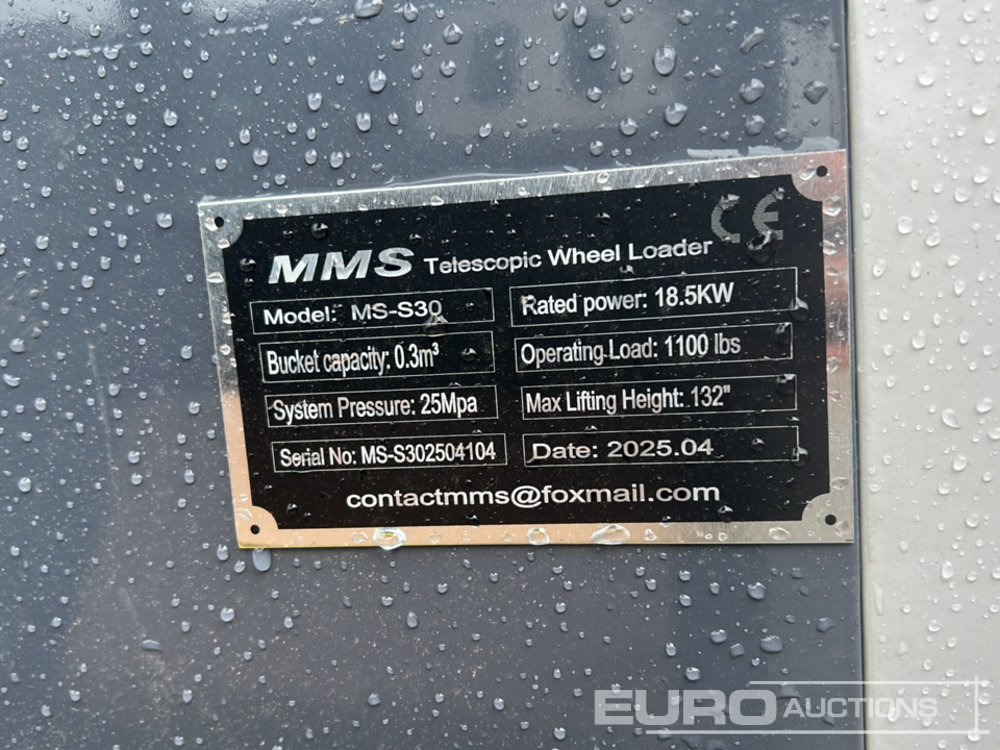 MMS Telescopic Wheel Loader CE
Model: MS-S30
Rated power: 18.5KW
Bucket capacity: 0.3m³
Operating Load: 1100 lbs
System Pressure: 25Mpa
Max Lifting Height: 132"
Serial No: MS-S302504104
Date: 2025.04
contactmms@foxmail.com
EURO AUCTIONS